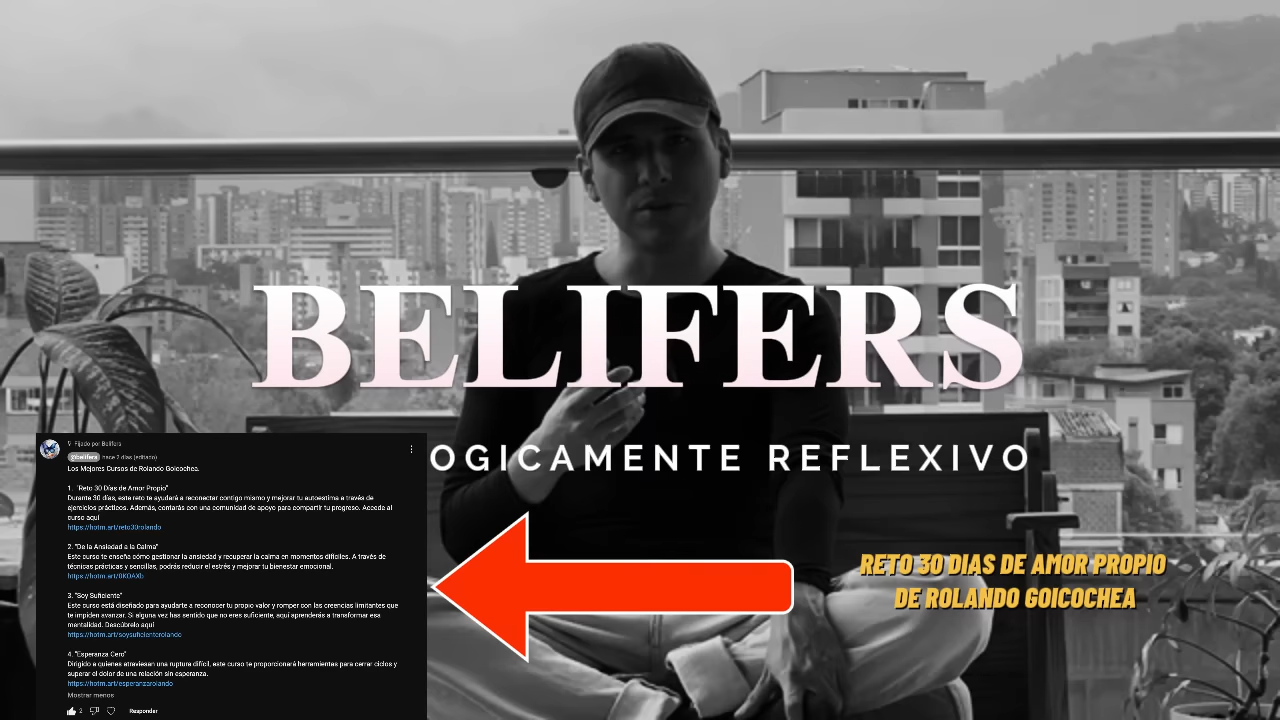 BELIFERS
OGICAMENTE REFLEXIVO
Fijado por Belifers
@belifers hace 2 días (editado)
Los Mejores Cursos de Rolando Goicochea.
1. "Reto 30 Días de Amor Propio"
Durante 30 días, este reto te ayudará a reconectar contigo mismo y mejorar tu autoestima a través de
ejercicios prácticos. Además, contarás con una comunidad de apoyo para compartir tu progreso. Accede al
curso aquí
https://hotm.art/reto30rolando
2. "De la Ansiedad a la Calma"
Este curso te enseña cómo gestionar la ansiedad y recuperar la calma en momentos difíciles. A través de
técnicas prácticas y sencillas, podrás reducir el estrés y mejorar tu bienestar emocional.
https://hotm.art/0KOAXb
3. "Soy Suficiente"
Este curso está diseñado para ayudarte a reconocer tu propio valor y romper con las creencias limitantes que
te impiden avanzar. Si alguna vez has sentido que no eres suficiente, aquí aprenderás a transformar esa
mentalidad. Descúbrelo aquí
https://hotm.art/soysuficienterolando
4. "Esperanza Cero"
Dirigido a quienes atraviesan una ruptura difícil, este curso te proporcionará herramientas para cerrar ciclos y
superar el dolor de una relación sin esperanza.
https://hotm.art/esperanzarolando
Mostrar menos
2 Responder
RETO 30 DIAS DE AMOR PROPIO
DE ROLANDO GOICOCHEA